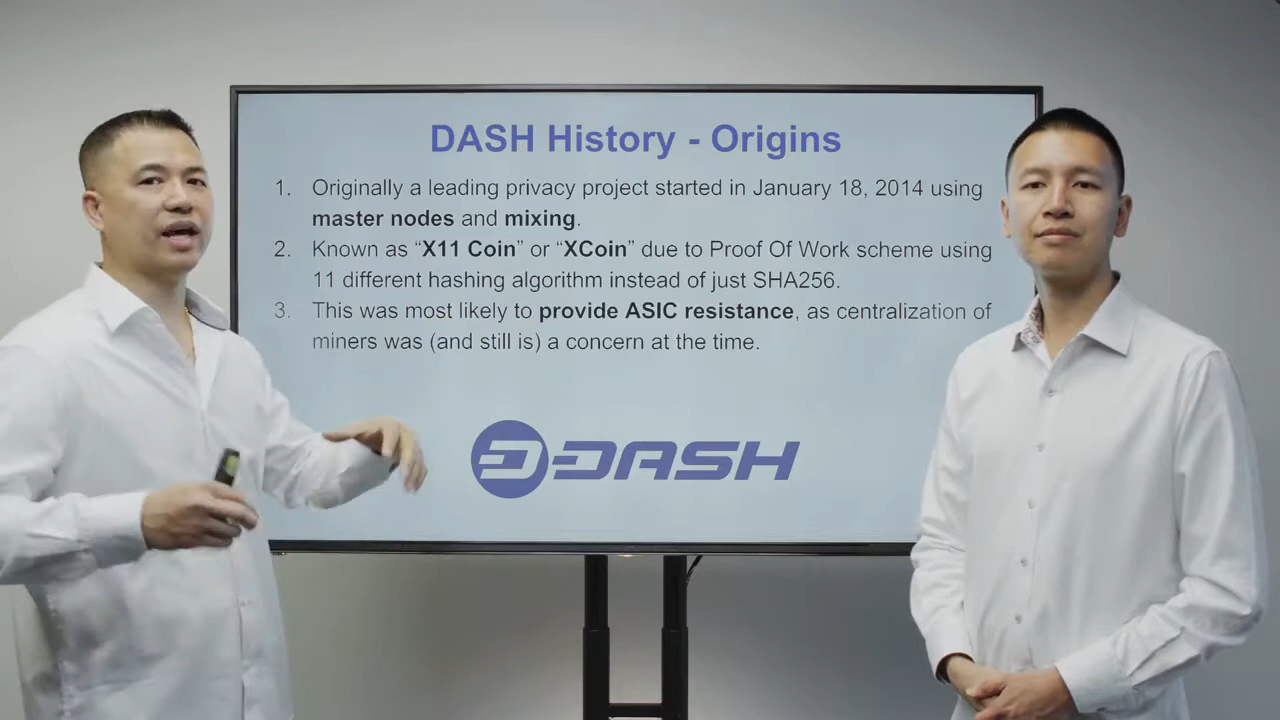 DASH History - Origins
1. Originally a leading privacy project started in January 18, 2014 using
master nodes and mixing.
2. Known as “X11 Coin” or “XCoin” due to Proof Of Work scheme using
11 different hashing algorithm instead of just SHA256.
3. This was most likely to provide ASIC resistance, as centralization of
miners was (and still is) a concern at the time.
DASH